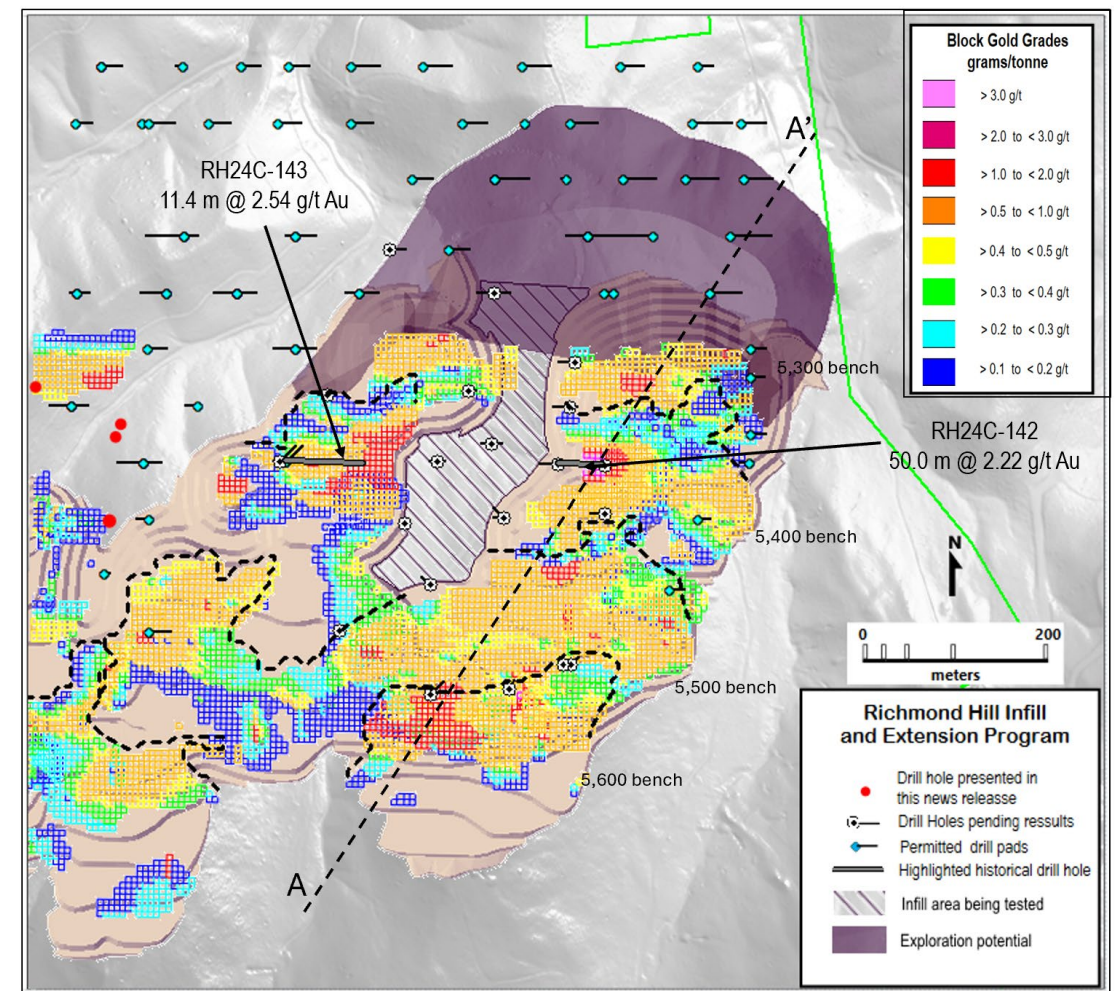 Block Gold Grades
grams/tonne
> 3.0 g/t
> 2.0 to < 3.0 g/t
> 1.0 to < 2.0 g/t
> 0.5 to < 1.0 g/t
> 0.4 to < 0.5 g/t
> 0.3 to < 0.4 g/t
> 0.2 to < 0.3 g/t
> 0.1 to < 0.2 g/t
A'
RH24C-143
11.4 m @ 2.54 g/t Au
5,300 bench
RH24C-142
50.0 m @ 2.22 g/t Au
5,400 bench
N
0 200
meters
5,500 bench
5,600 bench
A
Richmond Hill Infill
and Extension Program
Drill hole presented in
this news releasse
Drill Holes pending ressults
Permitted drill pads
Highlighted historical drill hole
Infill area being tested
Exploration potential